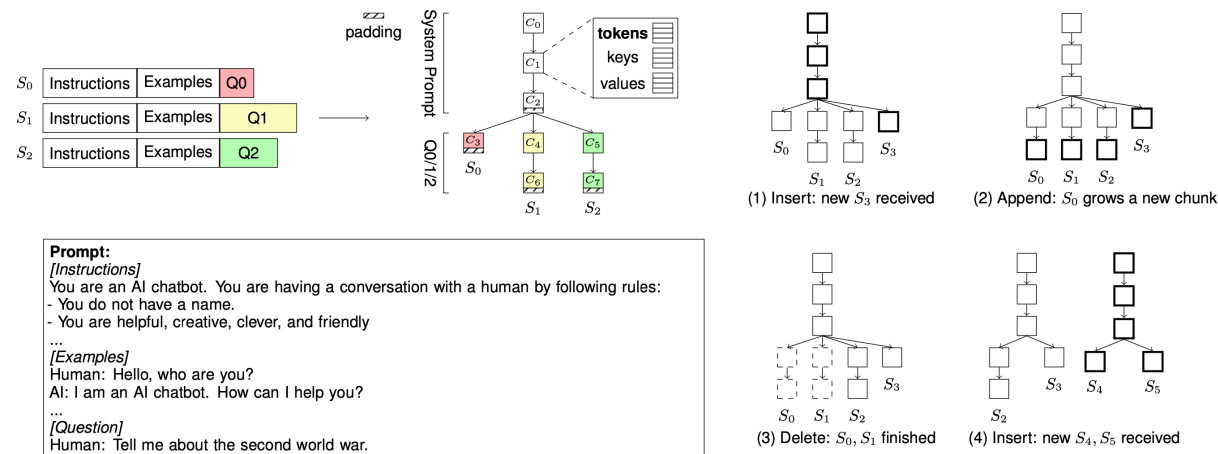 padding
S0 Instructions Examples Q0
S1 Instructions Examples Q1
S2 Instructions Examples Q2
System Prompt
Q0/1/2
C0
C1
C2
C3 C4 C5
S0
C6 C7
S1 S2
tokens
keys
values
S0 S3
S1 S2
(1) Insert: new S3 received
S3
S0 S1 S2
(2) Append: S0 grows a new chunk
Prompt:
[Instructions]
You are an AI chatbot. You are having a conversation with a human by following rules:
- You do not have a name.
- You are helpful, creative, clever, and friendly
...
[Examples]
Human: Hello, who are you?
AI: I am an AI chatbot. How can I help you?
...
[Question]
Human: Tell me about the second world war.
S3
S0 S1 S2
(3) Delete: S0, S1 finished
S3 S4 S5
S2
(4) Insert: new S4, S5 received